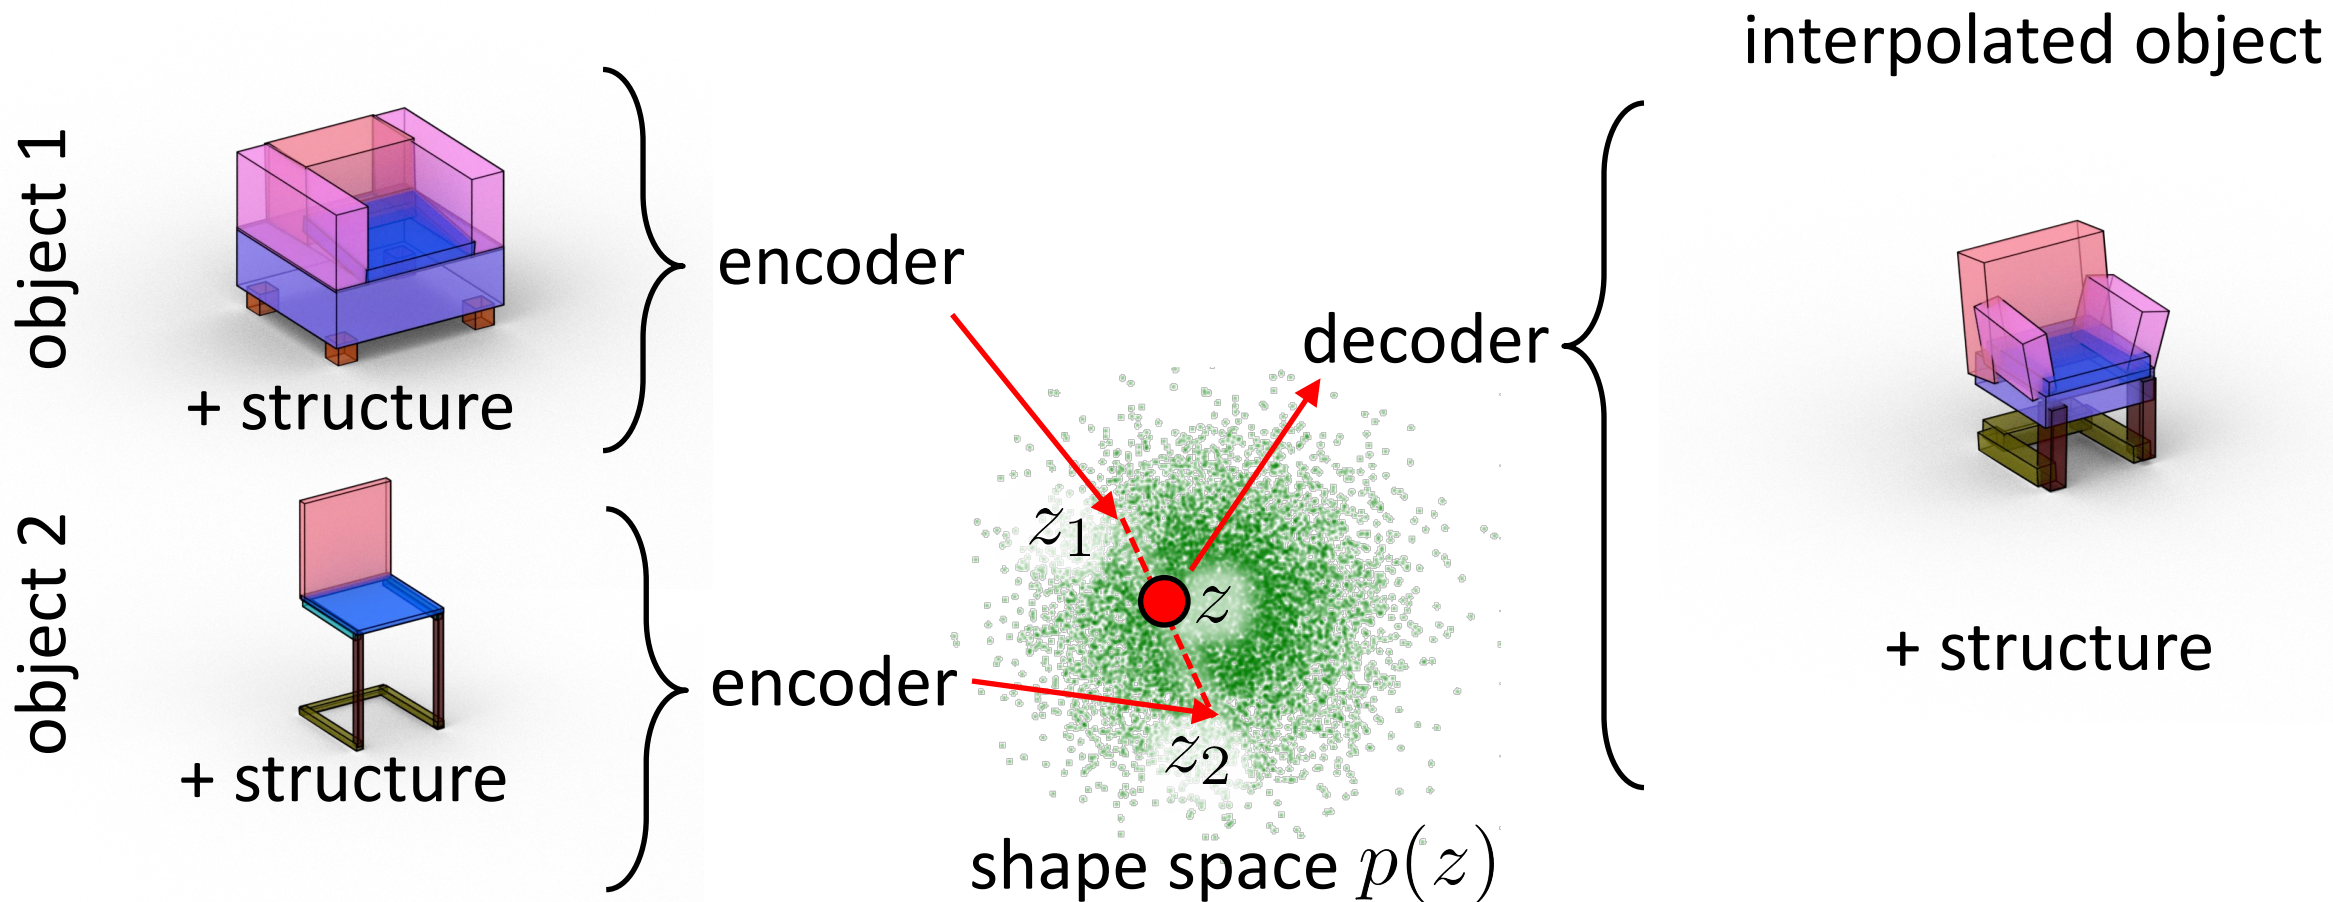 object 1
+ structure
encoder
object 2
+ structure
encoder
z₁
z
z₂
shape space p(z)
decoder
interpolated object
+ structure